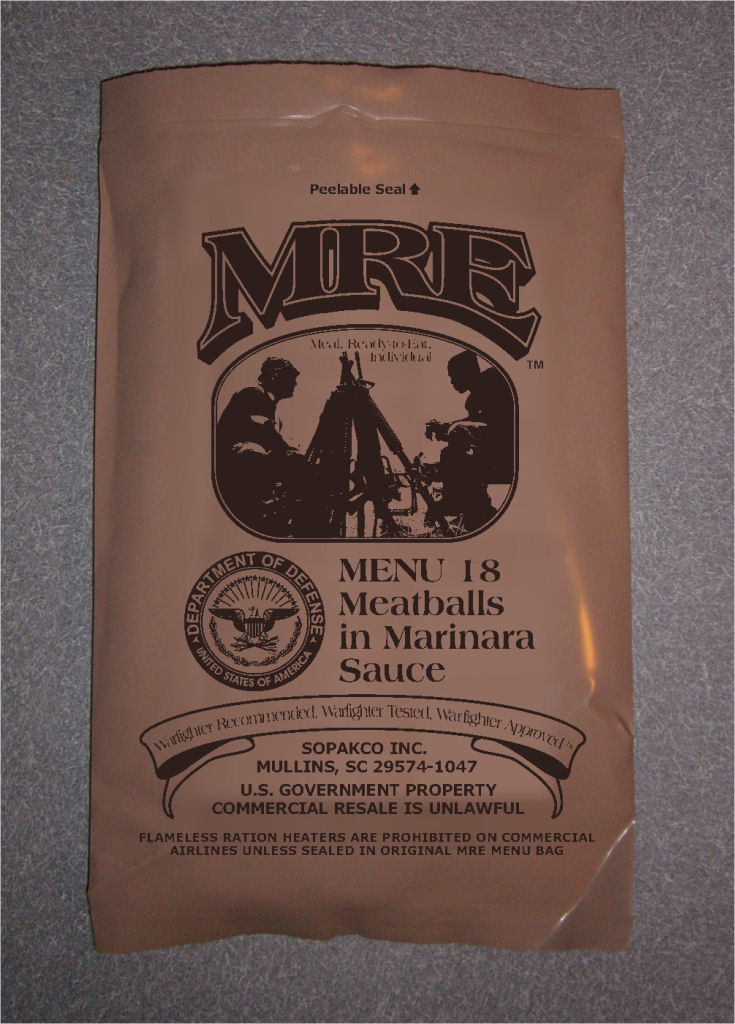 Peelable Seal
MRE
TM
Meal, Ready-to-Eat,
Individual
DEPARTMENT OF DEFENSE
UNITED STATES OF AMERICA
MENU 18
Meatballs
in Marinara
Sauce
Warfighter Recommended, Warfighter Tested, Warfighter Approved™
SOPAKCO INC.
MULLINS, SC 29574-1047
U.S. GOVERNMENT PROPERTY
COMMERCIAL RESALE IS UNLAWFUL
FLAMELESS RATION HEATERS ARE PROHIBITED ON COMMERCIAL
AIRLINES UNLESS SEALED IN ORIGINAL MRE MENU BAG